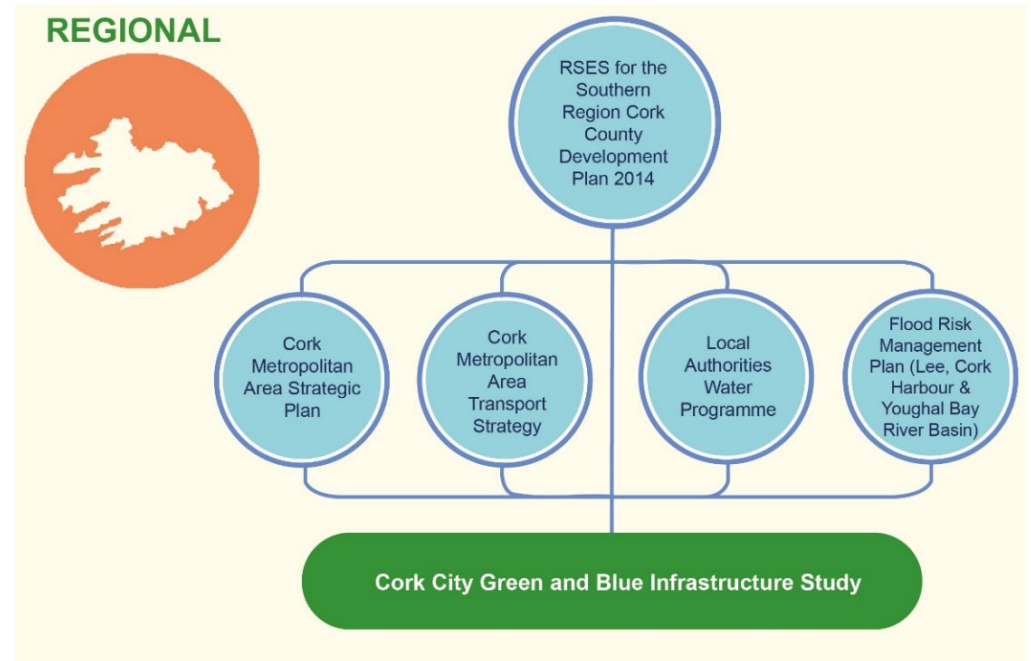 REGIONAL
RSES for the
Southern
Region Cork
County
Development
Plan 2014
Cork
Metropolitan
Area Strategic
Plan
Cork
Metropolitan
Area
Transport
Strategy
Local
Authorities
Water
Programme
Flood Risk
Management
Plan (Lee, Cork
Harbour &
Youghal Bay
River Basin)
Cork City Green and Blue Infrastructure Study